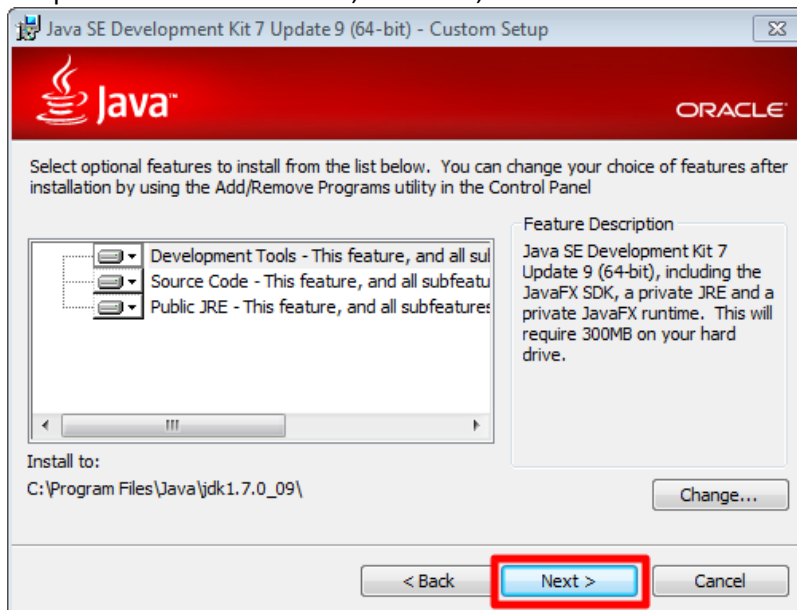 Java SE Development Kit 7 Update 9 (64-bit) - Custom Setup
Java™
ORACLE
Select optional features to install from the list below. You can change your choice of features after
installation by using the Add/Remove Programs utility in the Control Panel
Development Tools - This feature, and all sul
Source Code - This feature, and all subfeatu
Public JRE - This feature, and all subfeatures
Feature Description
Java SE Development Kit 7
Update 9 (64-bit), including the
JavaFX SDK, a private JRE and a
private JavaFX runtime. This will
require 300MB on your hard
drive.
Install to:
C:\Program Files\Java\jdk1.7.0_09\
Change...
< Back
Next >
Cancel